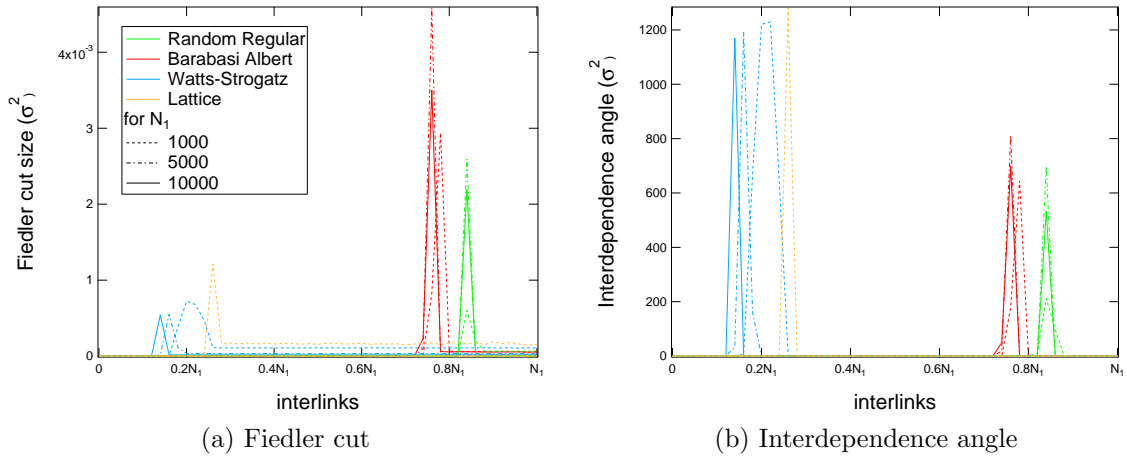 Fiedler cut size (σ²)
4x10⁻³
3
2
1
0
Random Regular
Barabasi Albert
Watts-Strogatz
Lattice
for N₁
1000
5000
10000
0
0.2N₁
0.4N₁
0.6N₁
0.8N₁
N₁
interlinks
(a) Fiedler cut
Interdependence angle (σ²)
1200
1000
800
600
400
200
0
0
0.2N₁
0.4N₁
0.6N₁
0.8N₁
N₁
interlinks
(b) Interdependence angle